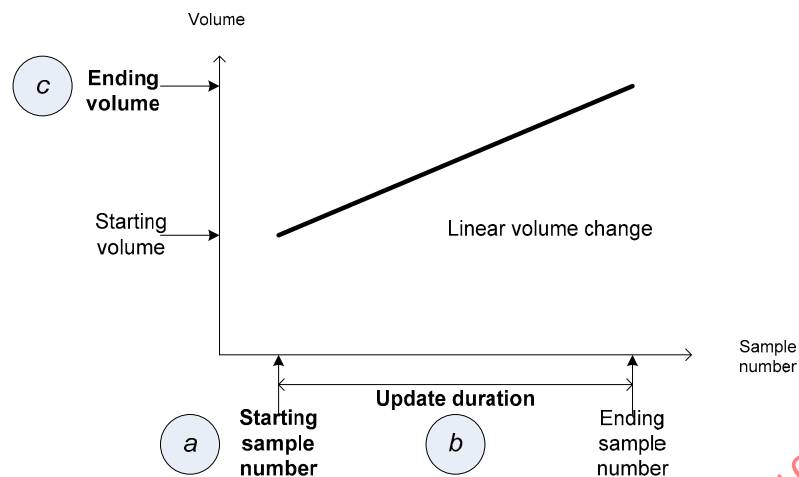 Volume
c
Ending
volume
Starting
volume
Linear volume change
Sample
number
Update duration
a
Starting
sample
number
b
Ending
sample
number